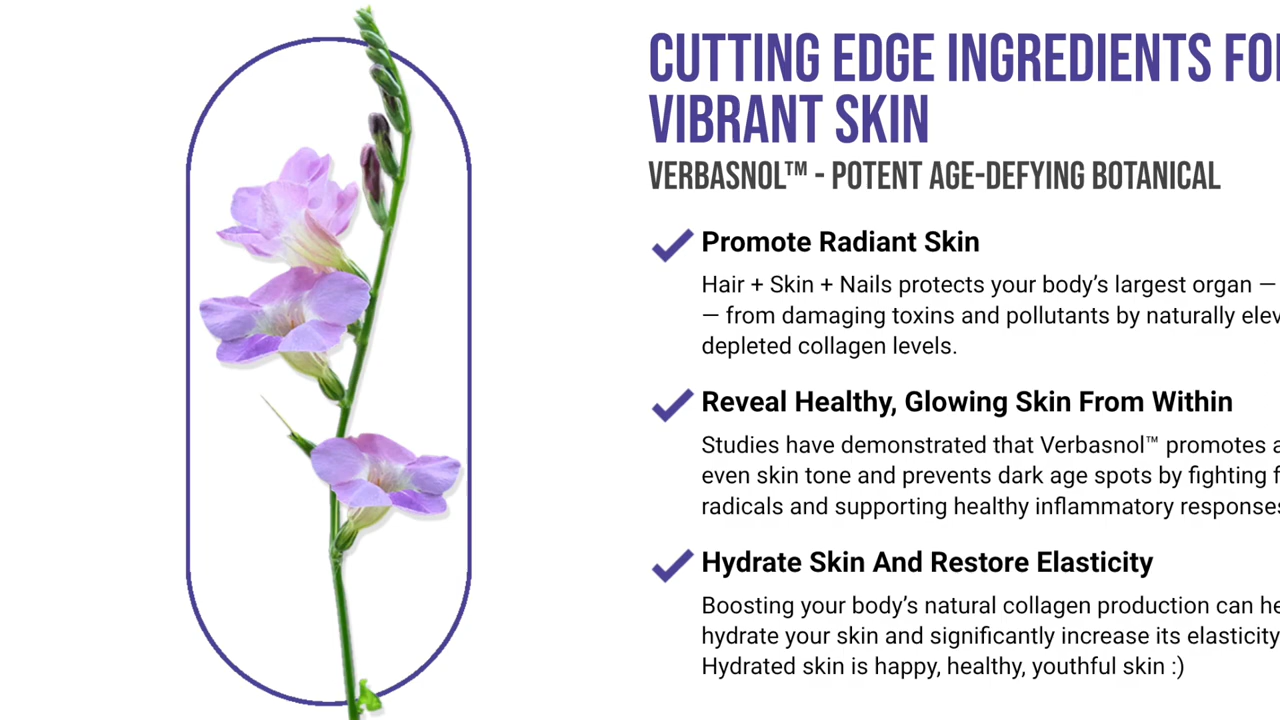 CUTTING EDGE INGREDIENTS
VIBRANT SKIN
VERBASNOL™ - POTENT AGE-DEFYING BOTANICAL
Promote Radiant Skin
Hair + Skin + Nails protects your body’s largest organ —
— from damaging toxins and pollutants by naturally
depleted collagen levels.
Reveal Healthy, Glowing Skin From Within
Studies have demonstrated that Verbasnol™ promotes
even skin tone and prevents dark age spots by fighting
radicals and supporting healthy inflammatory responses
Hydrate Skin And Restore Elasticity
Boosting your body’s natural collagen production can
hydrate your skin and significantly increase its elasticity
Hydrated skin is happy, healthy, youthful skin :)